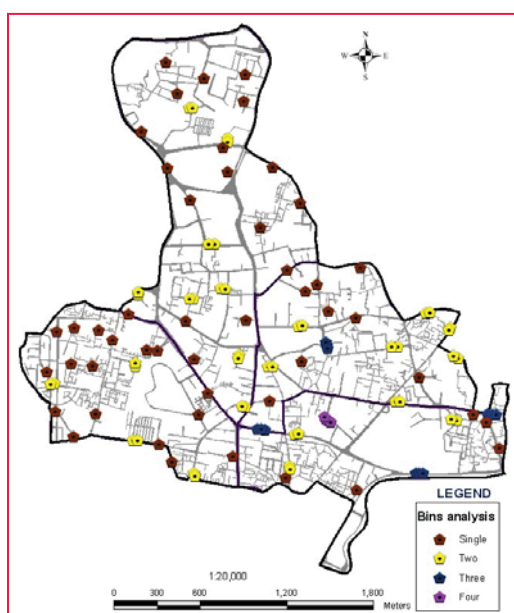 N
W E
S
LEGEND
Bins analysis
Single
Two
Three
Four
1:20,000
0 300 600 1,200 1,800
Meters